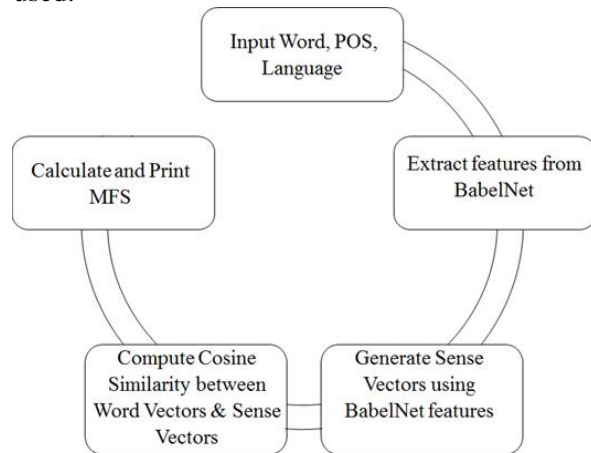 used.
Input Word, POS,
Language
Extract features from
BabelNet
Generate Sense
Vectors using
BabelNet features
Compute Cosine
Similarity between
Word Vectors & Sense
Vectors
Calculate and Print
MFS